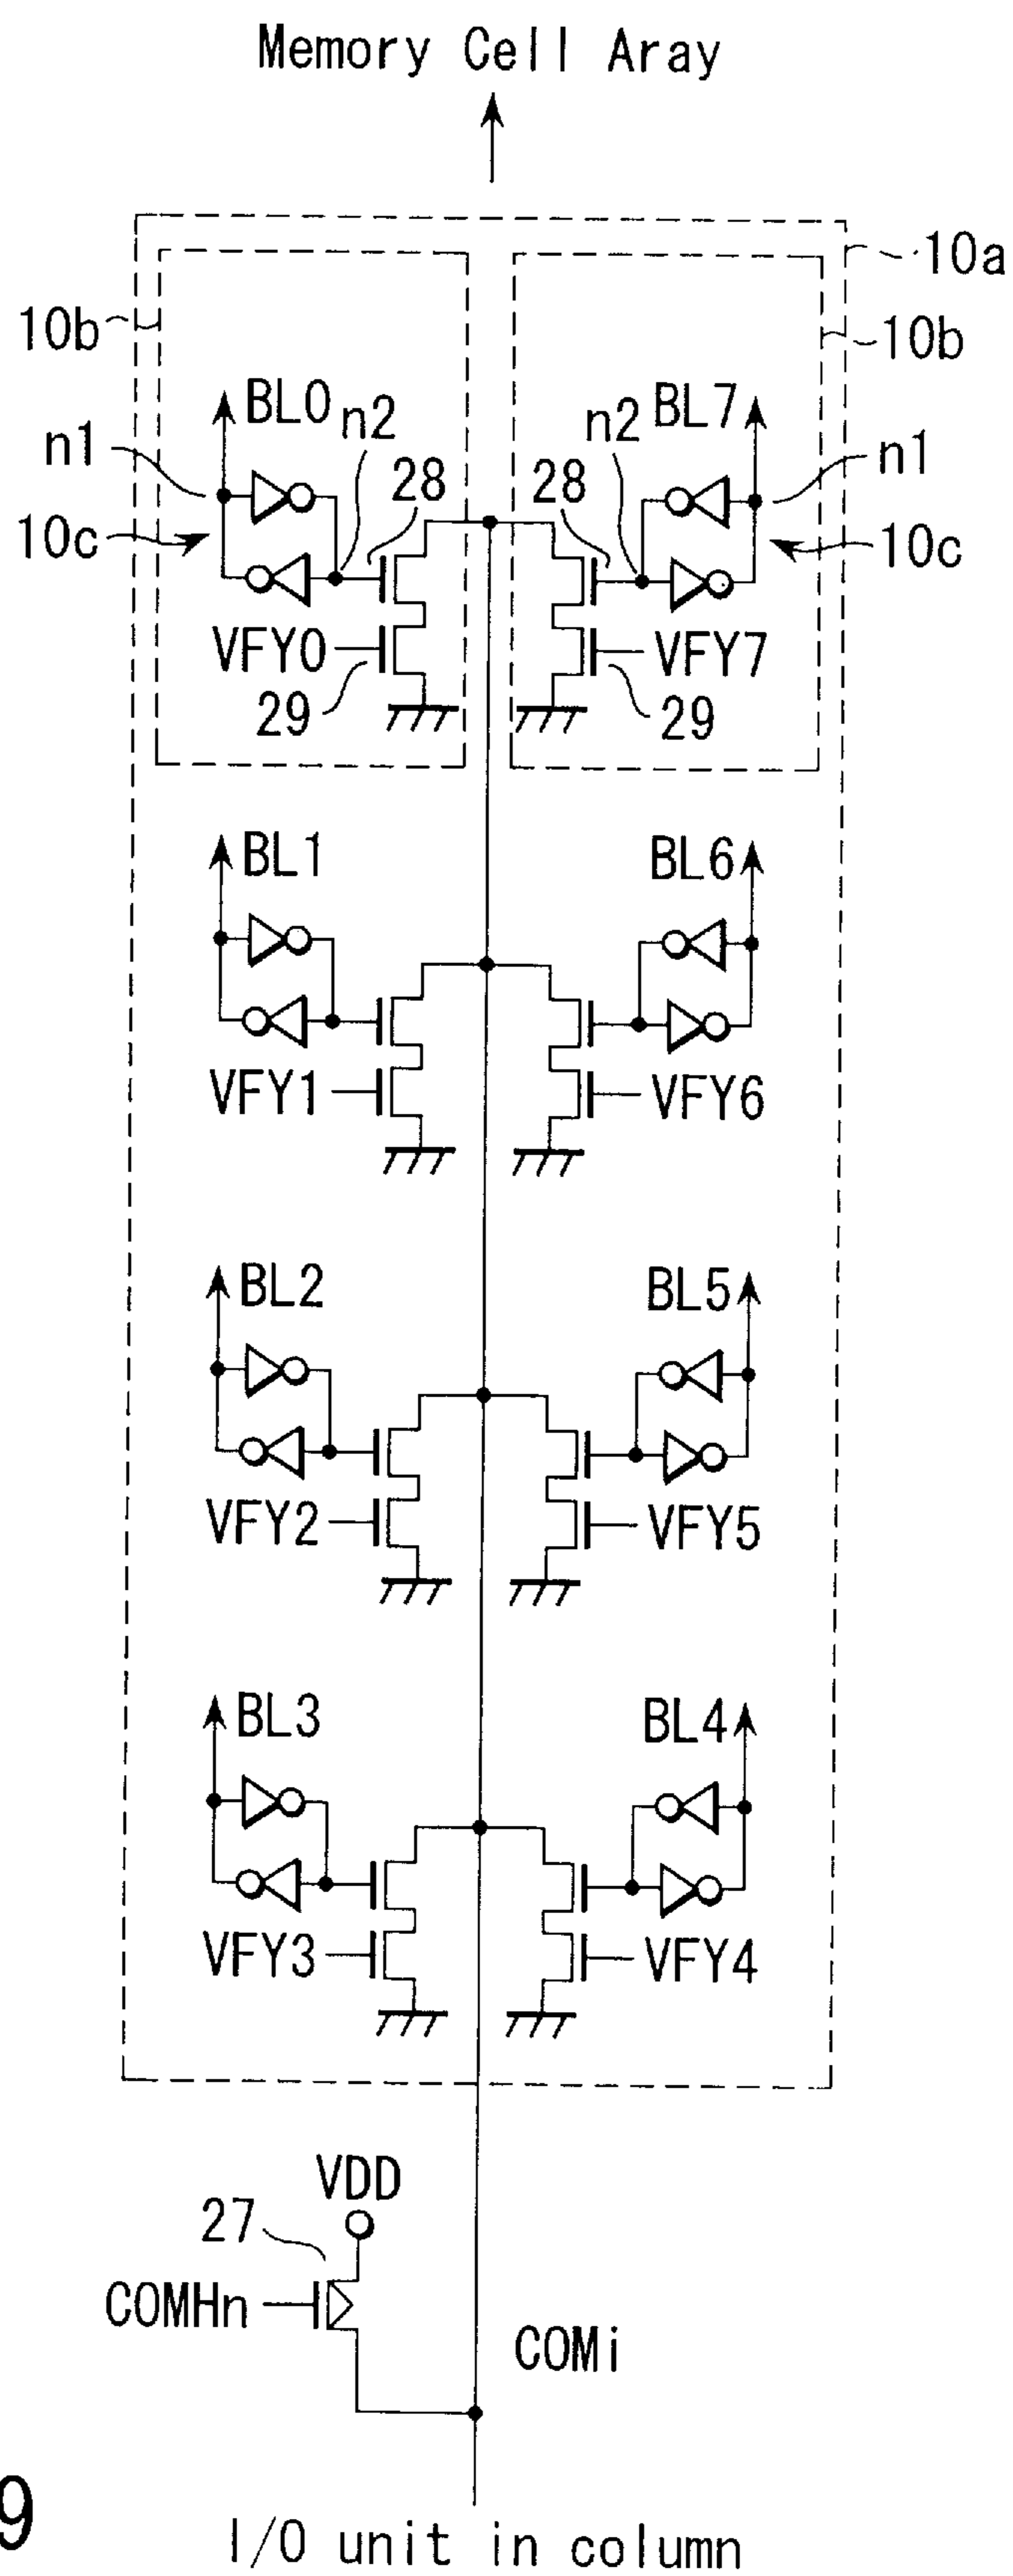 Memory Cell Aray
10a
10b
10b
BL0
n2
n2
BL7
n1
28
28
n1
10c
10c
VFY0
VFY7
29
29
BL1
BL6
VFY1
VFY6
BL2
BL5
VFY2
VFY5
BL3
BL4
VFY3
VFY4
VDD
27
COMHn
COMi
9
I/O unit in column